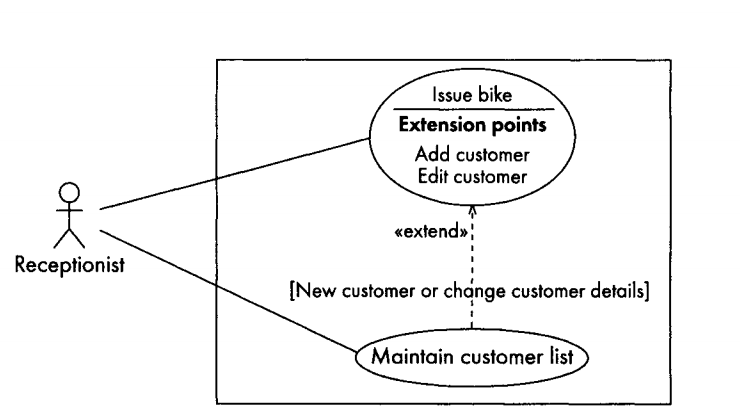 Issue bike
Extension points
Add customer
Edit customer
«extend»
Receptionist
[New customer or change customer details]
Maintain customer list